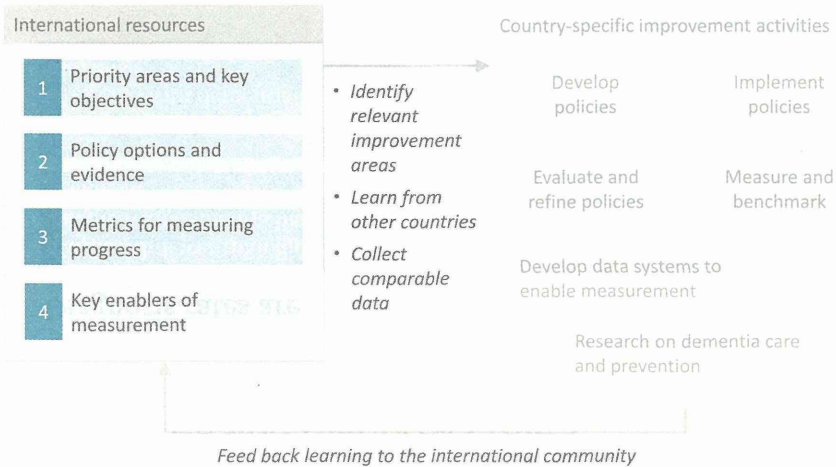 International resources
1
Priority areas and key
objectives
2
Policy options and
evidence
3
Metrics for measuring
progress
4
Key enablers of
measurement
• Identify
relevant
improvement
areas
• Learn from
other countries
• Collect
comparable
data
Country-specific improvement activities
Develop
policies
Implement
policies
Evaluate and
refine policies
Measure and
benchmark
Develop data systems to
enable measurement
Research on dementia care
and prevention
Feed back learning to the international community